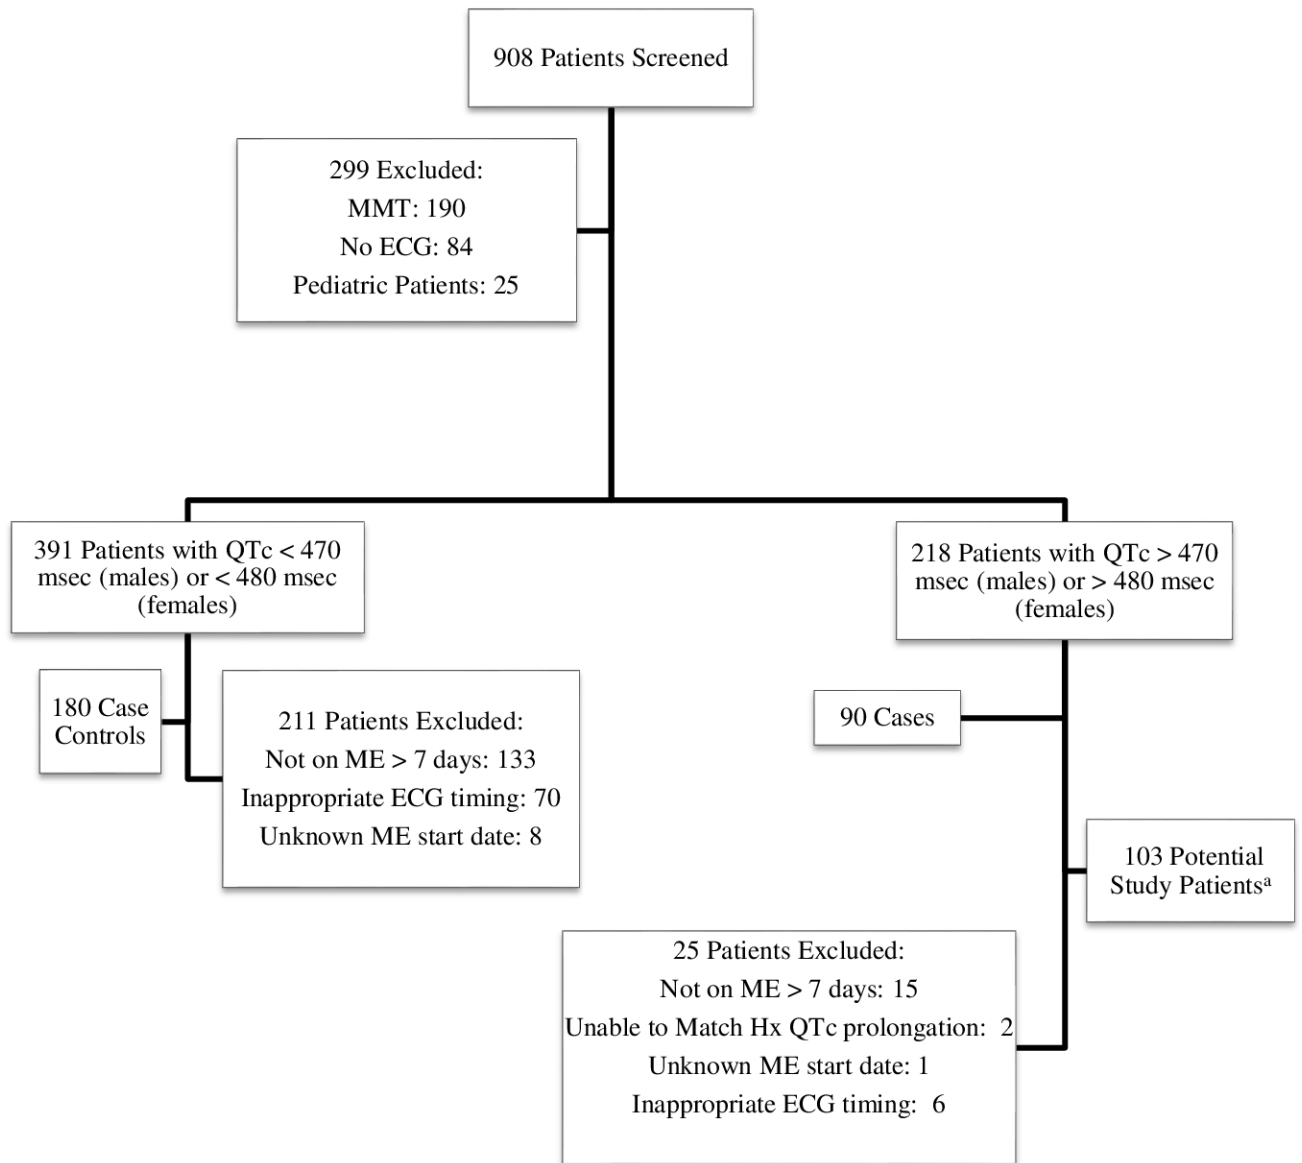 908 Patients Screened
299 Excluded:
MMT: 190
No ECG: 84
Pediatric Patients: 25
391 Patients with QTc < 470
msec (males) or < 480 msec
(females)
218 Patients with QTc > 470
msec (males) or > 480 msec
(females)
180 Case
Controls
211 Patients Excluded:
Not on ME > 7 days: 133
Inappropriate ECG timing: 70
Unknown ME start date: 8
90 Cases
103 Potential
Study Patientsᵃ
25 Patients Excluded:
Not on ME > 7 days: 15
Unable to Match Hx QTc prolongation: 2
Unknown ME start date: 1
Inappropriate ECG timing: 6